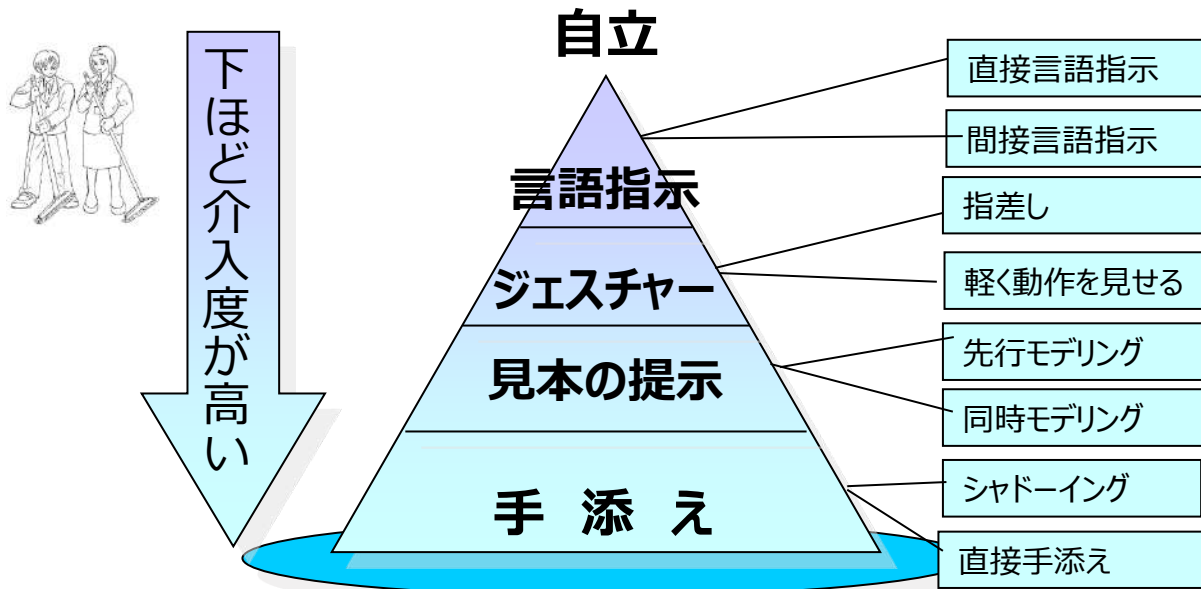 自立
下ほど介入度が高い
言語指示
ジェスチャー
見本の提示
手 添 え
直接言語指示
間接言語指示
指差し
軽く動作を見せる
先行モデリング
同時モデリング
シャドーイング
直接手添え